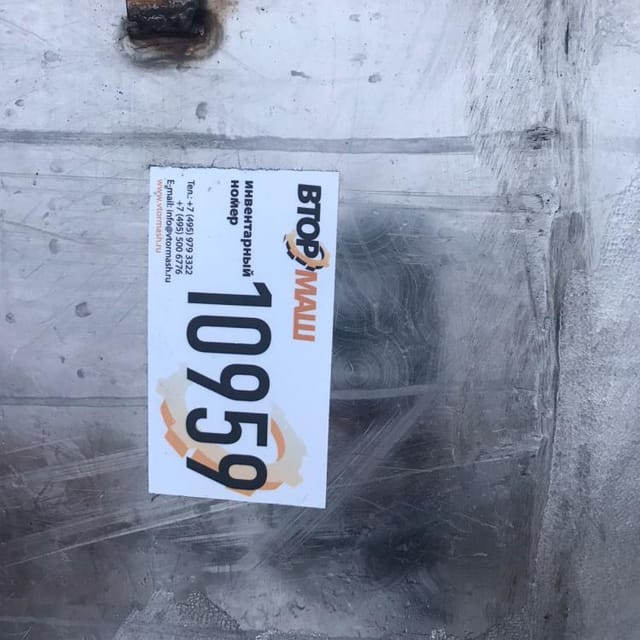 ВТОРМАШ
инвентарный
номер
10959
Тел.: +7 (495) 979 3322
+7 (495) 500 6776
E-mail: info@vtormash.ru
www.vtormash.ru